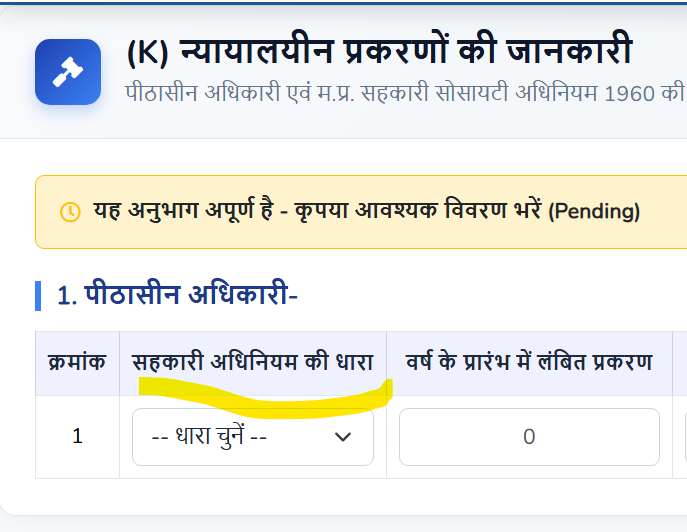 (K) न्यायालयीन प्रकरणों की जानकारी
पीठासीन अधिकारी एवं म.प्र. सहकारी सोसायटी अधिनियम 1960 की
यह अनुभाग अपूर्ण है - कृपया आवश्यक विवरण भरें (Pending)
1. पीठासीन अधिकारी-
क्रमांक सहकारी अधिनियम की धारा वर्ष के प्रारंभ में लंबित प्रकरण
1 -- धारा चुनें -- 0